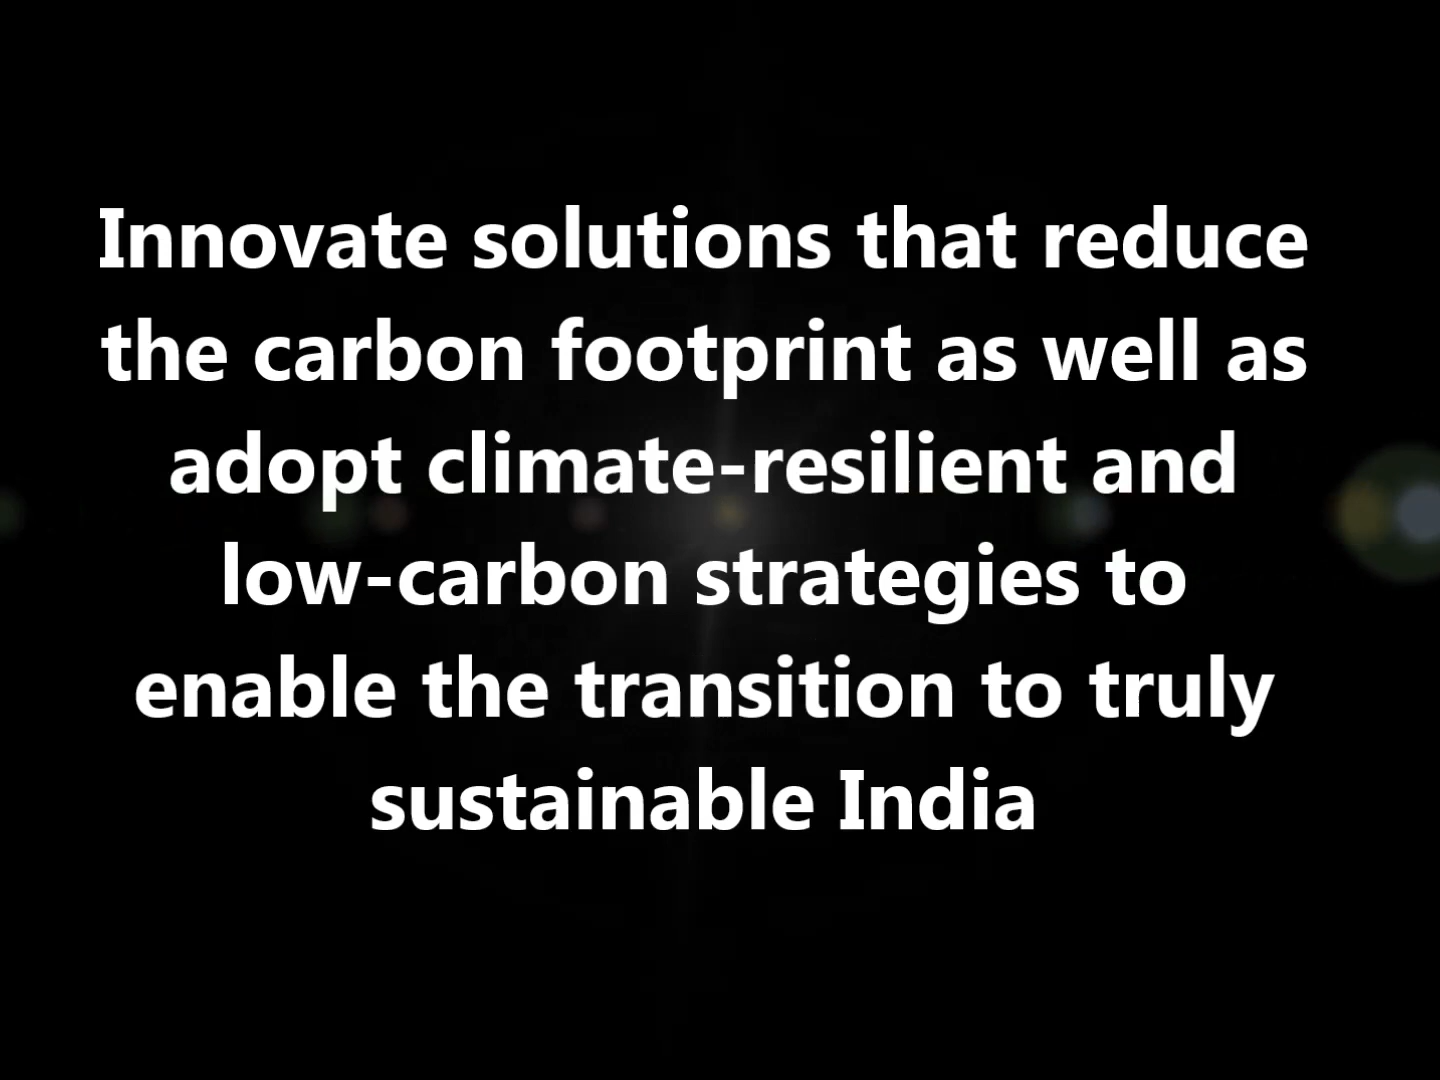 Innovate solutions that reduce
the carbon footprint as well as
adopt climate-resilient and
low-carbon strategies to
enable the transition to truly
sustainable India